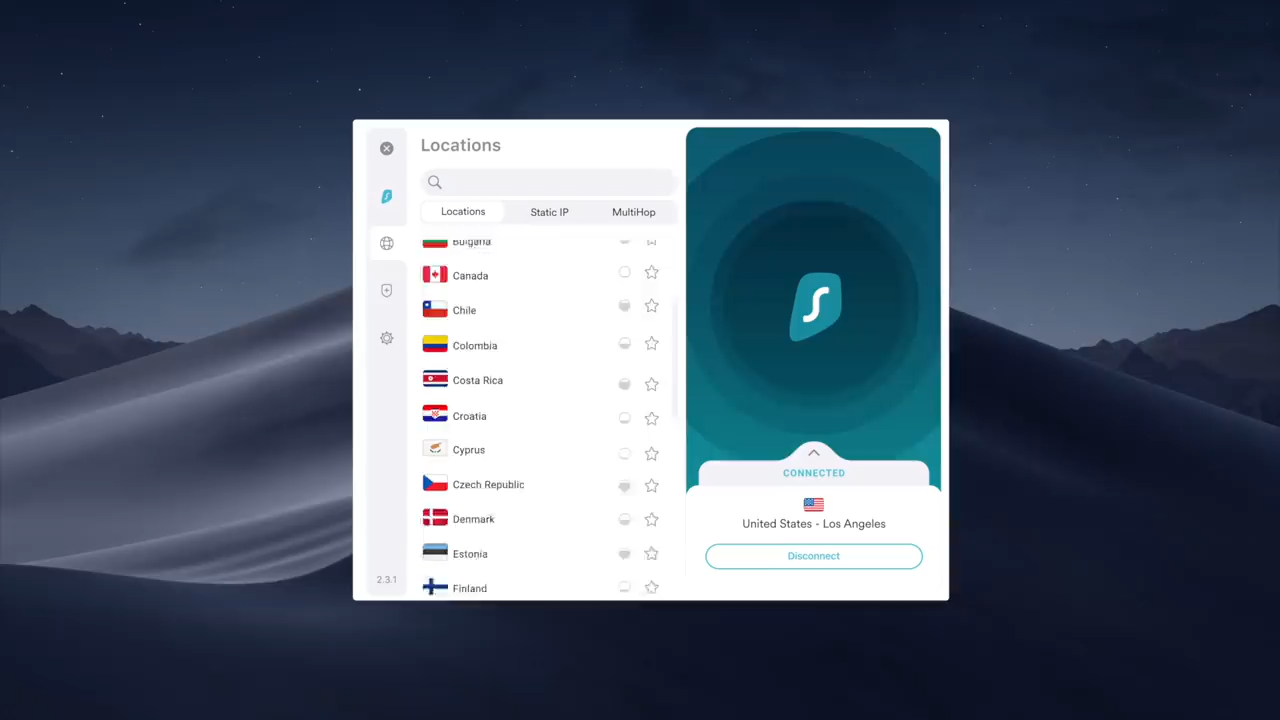 Locations
Locations Static IP MultiHop
Bulgaria
Canada
Chile
Colombia
Costa Rica
Croatia
Cyprus
Czech Republic
Denmark
Estonia
Finland
2.3.1
CONNECTED
United States - Los Angeles
Disconnect